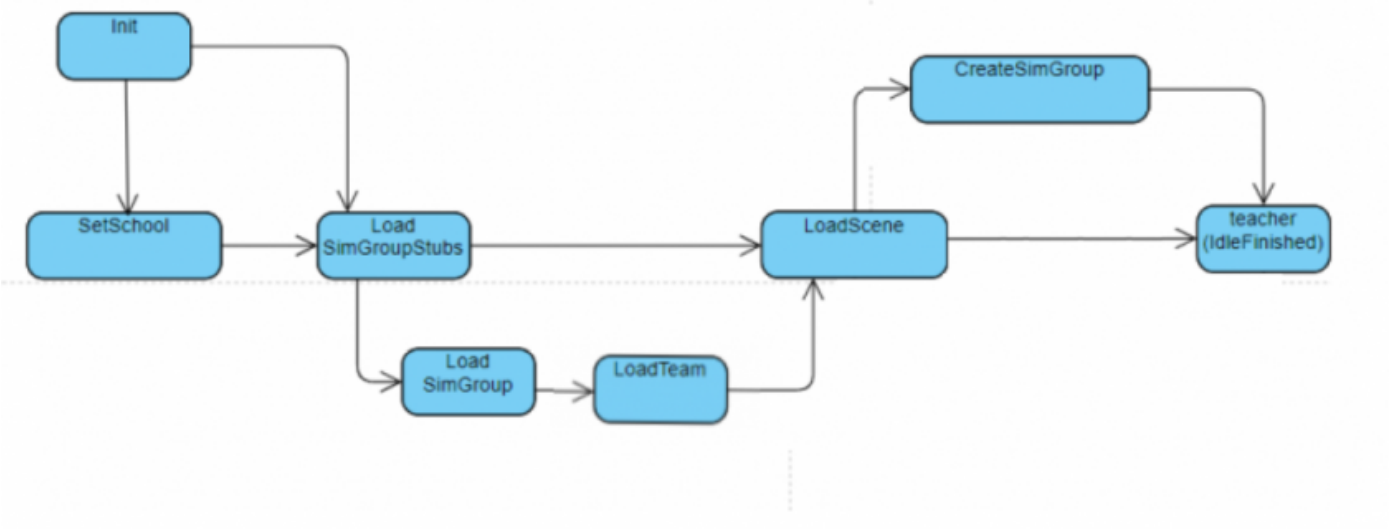 Init
CreateSimGroup
SetSchool
Load
SimGroupStubs
LoadScene
teacher
(IdleFinished)
Load
SimGroup
LoadTeam